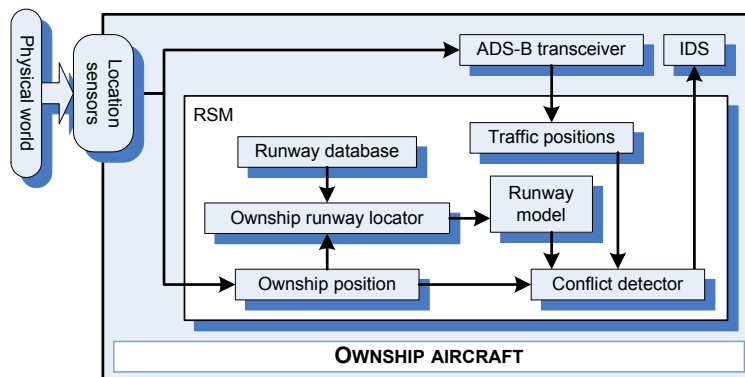 Physical world
Location
sensors
ADS-B transceiver
IDS
RSM
Traffic positions
Runway database
Runway
model
Ownship runway locator
Ownship position
Conflict detector
OWNSHIP AIRCRAFT